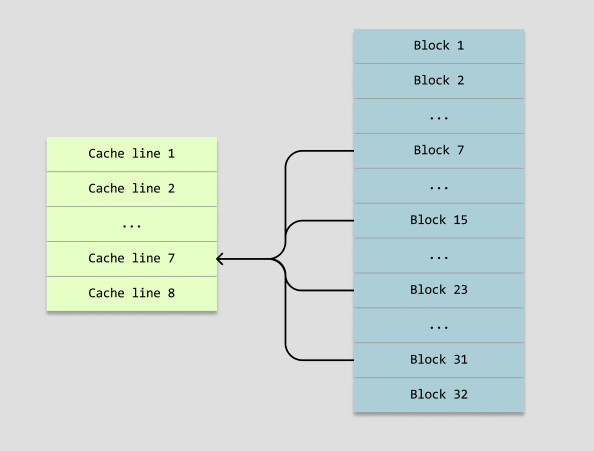 Cache line 1
Cache line 2
...
Cache line 7
Cache line 8
Block 1
Block 2
...
Block 7
...
Block 15
...
Block 23
...
Block 31
Block 32